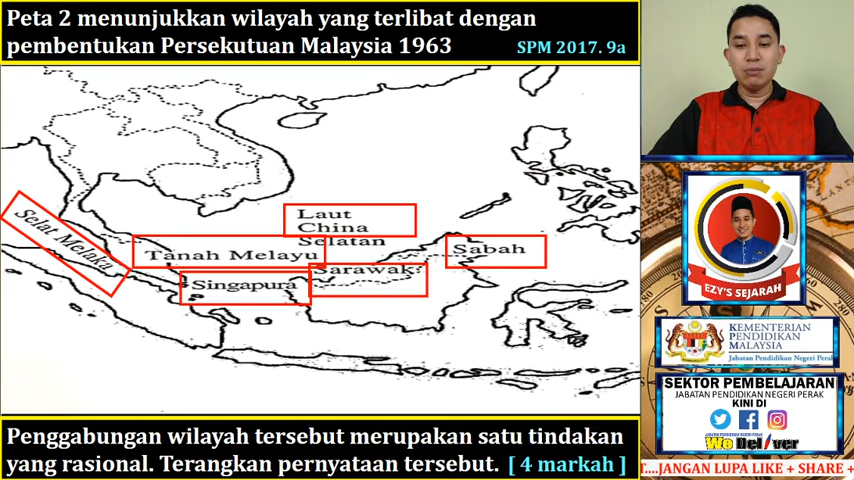 Peta 2 menunjukkan wilayah yang terlibat dengan
pembentukan Persekutuan Malaysia 1963
SPM 2017. 9a
Laut
China
Selatan
Selat Melaka
Tanah Melayu
Sabah
Sarawak
Singapura
EZY'S SEJARAH
KEMENTERIAN
PENDIDIKAN
MALAYSIA
Jabatan Pendidikan Negeri Perak
SEKTOR PEMBELAJARAN
JABATAN PENDIDIKAN NEGERI PERAK
KINI DI
We Deliver
Penggabungan wilayah tersebut merupakan satu tindakan
yang rasional. Terangkan pernyataan tersebut. [ 4 markah ]
T....JANGAN LUPA LIKE + SHARE +